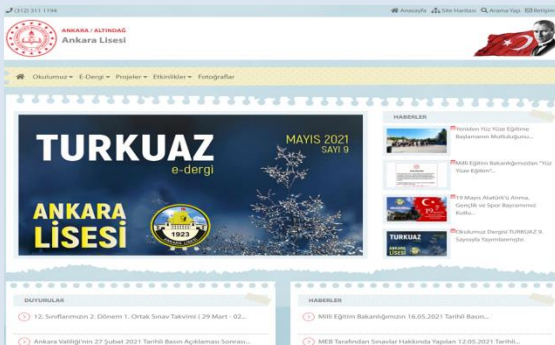 (312) 311 1194
Anasayfa Site Haritası Arama Yap İletişim
ANKARA / ALTINDAĞ
Ankara Lisesi
Okulumuz E-Dergi Projeler Etkinlikler Fotoğraflar
TURKUAZ
e-dergi
MAYIS 2021
SAYI 9
ANKARA
LİSESİ
1923
HABERLER
Yeniden Yüz Yüze Eğitime
Başlamanın Mutluluğunu...
Milli Eğitim Bakanlığımızdan "Yüz
Yüze Eğitim"...
19 Mayıs Atatürk'ü Anma,
Gençlik ve Spor Bayramımız
Kutlu...
Okulumuz Dergisi TURKUAZ 9.
Sayısıyla Yayımlanmıştır.
TURKUAZ
ANKARA
LİSESİ
DUYURULAR
12. Sınıflarımızın 2. Dönem 1. Ortak Sınav Takvimi ( 29 Mart - 02...
Ankara Valiliği'nin 27 Şubat 2021 Tarihli Basın Açıklaması Sonrası...
HABERLER
Milli Eğitim Bakanlığımızın 16.05.2021 Tarihli Basın...
MEB Tarafından Sınavlar Hakkında Yapılan 12.05.2021 Tarihli...